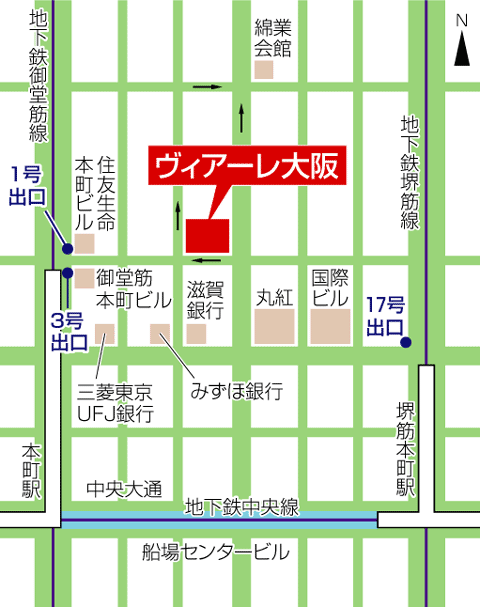 地下鉄御堂筋線
綿業
会館
N
地下鉄堺筋線
ヴィアーレ大阪
1号
出口
住友生命
本町ビル
御堂筋
本町ビル
滋賀
銀行
丸紅
国際
ビル
17号
出口
3号
出口
三菱東京
UFJ銀行
みずほ銀行
本町駅
堺筋本町駅
中央大通
地下鉄中央線
船場センタービル